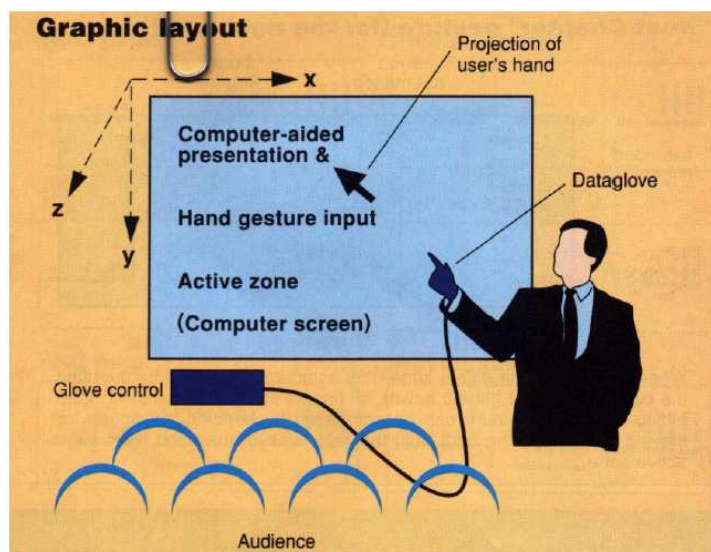 Graphic layout
Projection of
user's hand
x
Computer-aided
presentation &
Dataglove
z
Hand gesture input
y
Active zone
(Computer screen)
Glove control
Audience